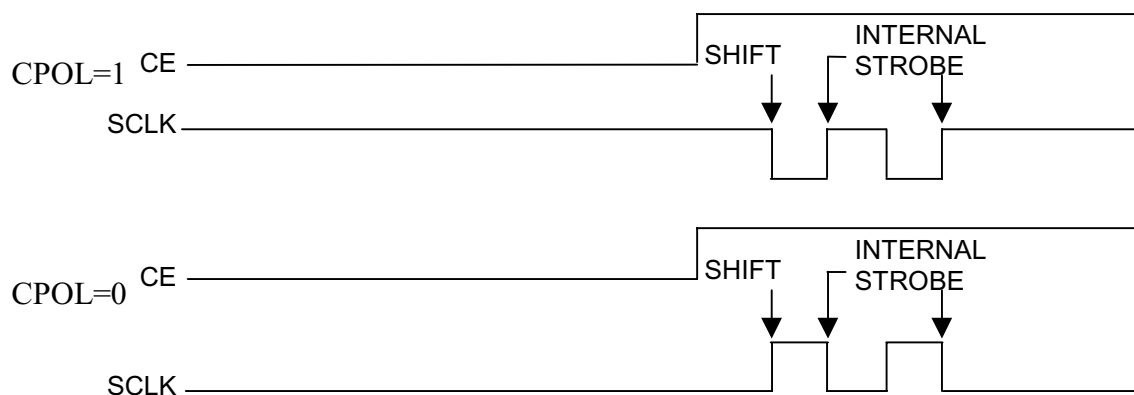 CPOL=1 CE
SHIFT
INTERNAL
STROBE
SCLK
CPOL=0 CE
SHIFT
INTERNAL
STROBE
SCLK